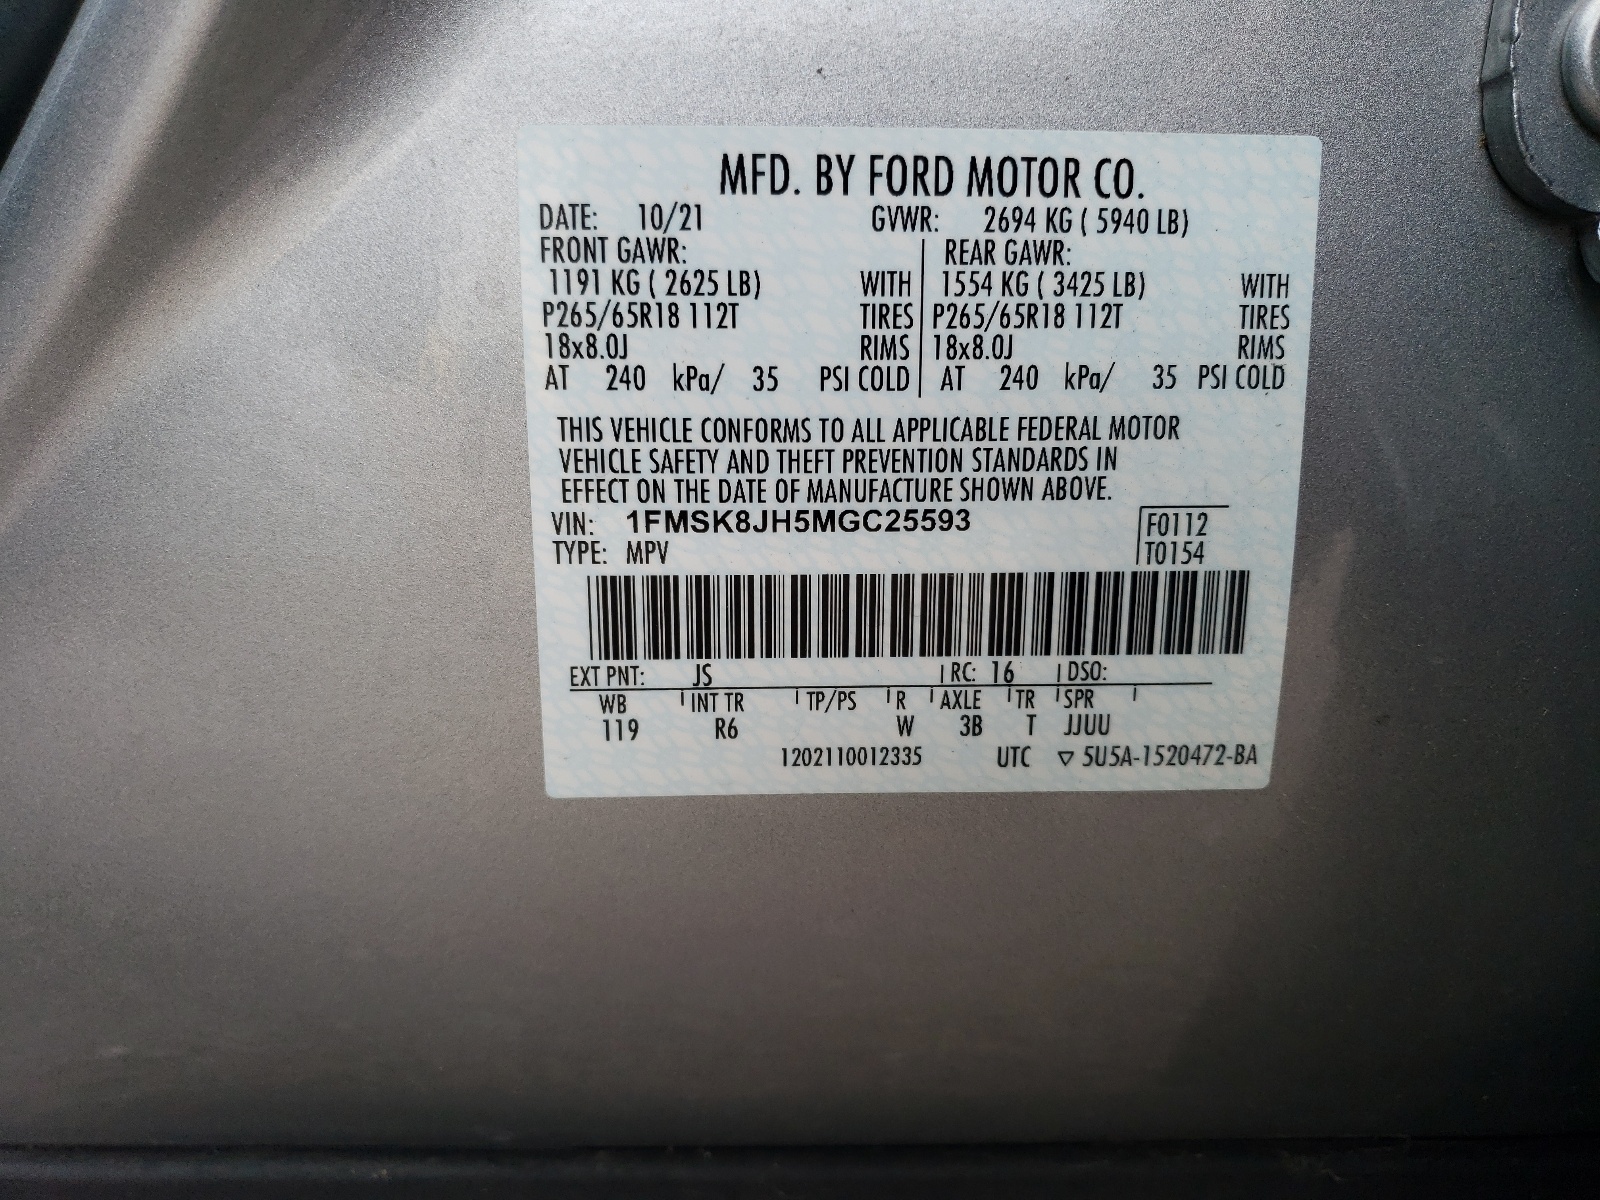 MFD. BY FORD MOTOR CO.
DATE: 10/21 GVWR: 2694 KG ( 5940 LB)
FRONT GAWR: REAR GAWR:
1191 KG ( 2625 LB) WITH 1554 KG ( 3425 LB) WITH
P265/65R18 112T TIRES P265/65R18 112T TIRES
18x8.0J RIMS 18x8.0J RIMS
AT 240 kPa/ 35 PSI COLD AT 240 kPa/ 35 PSI COLD
THIS VEHICLE CONFORMS TO ALL APPLICABLE FEDERAL MOTOR
VEHICLE SAFETY AND THEFT PREVENTION STANDARDS IN
EFFECT ON THE DATE OF MANUFACTURE SHOWN ABOVE.
VIN: 1FMSK8JH5MGC25593 F0112
TYPE: MPV T0154
EXT PNT: JS RC: 16 DSO:
WB INT TR TP/PS R AXLE TR SPR
119 R6 W 3B T JJUU
1202110012335 UTC ▽ 5U5A-1520472-BA